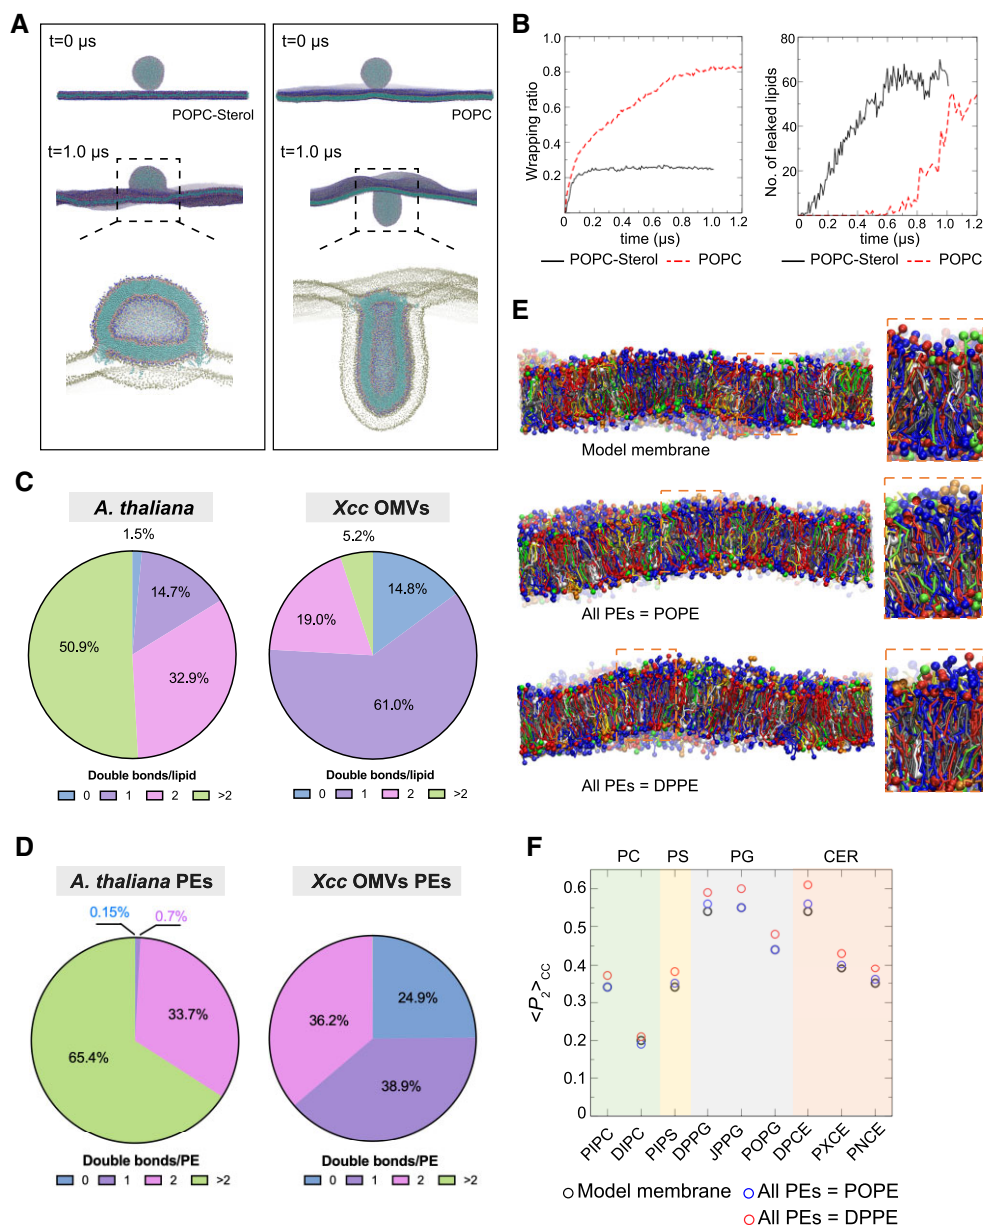 A
t=0 µs
POPC-Sterol
t=1.0 µs
t=0 µs
POPC
t=1.0 µs
B
Wrapping ratio
1.0
0.8
0.6
0.4
0.2
0
0 0.2 0.4 0.6 0.8 1.0 1.2
time (µs)
POPC-Sterol POPC
No. of leaked lipids
80
60
40
20
0 0.2 0.4 0.6 0.8 1.0 1.2
time (µs)
POPC-Sterol POPC
C
A. thaliana
1.5%
14.7%
50.9%
32.9%
Double bonds/lipid
0 1 2 >2
Xcc OMVs
5.2%
14.8%
19.0%
61.0%
Double bonds/lipid
0 1 2 >2
D
A. thaliana PEs
0.15% 0.7%
33.7%
65.4%
Double bonds/PE
0 1 2 >2
Xcc OMVs PEs
24.9%
36.2%
38.9%
Double bonds/PE
0 1 2 >2
E
Model membrane
All PEs = POPE
All PEs = DPPE
F
PC PS PG CER
<P2>CC
0.6
0.5
0.4
0.3
0.2
0.1
0
PIPC DIPC PIPS DPPG JPPG POPG DPCE PXCE PNCE
Model membrane All PEs = POPE
All PEs = DPPE